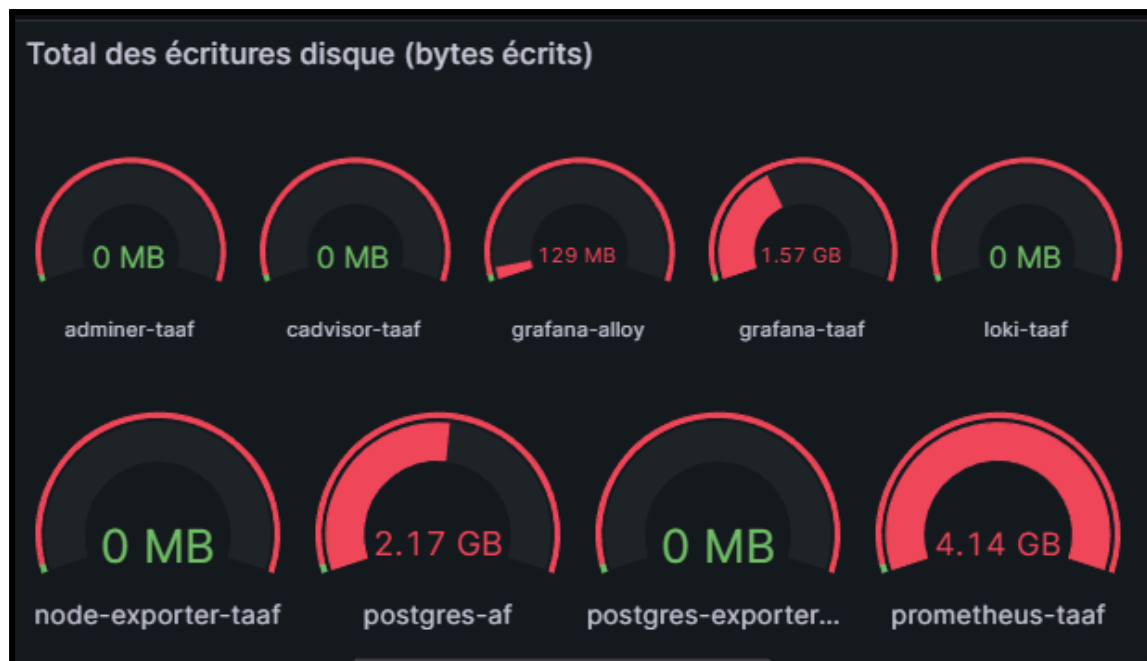 Total des écritures disque (bytes écrits)
0 MB
0 MB
129 MB
1.57 GB
0 MB
adminer-taaf
cadvisor-taaf
grafana-alloy
grafana-taaf
loki-taaf
0 MB
2.17 GB
0 MB
4.14 GB
node-exporter-taaf
postgres-af
postgres-exporter...
prometheus-taaf